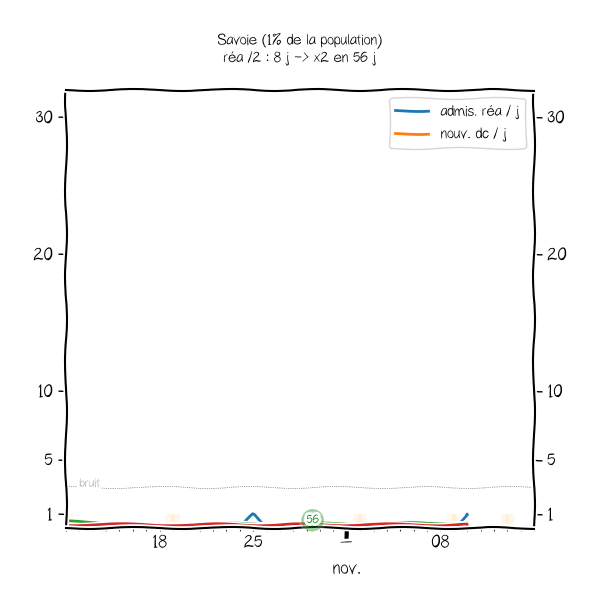 Savoie (1% de la population)
réa /2 : 8 j -> x2 en 56 j
admis. réa / j
nouv. dc / j
30 30
20 20
10 10
5 5
bruit
1 56 1
18 25 1 08
nov.